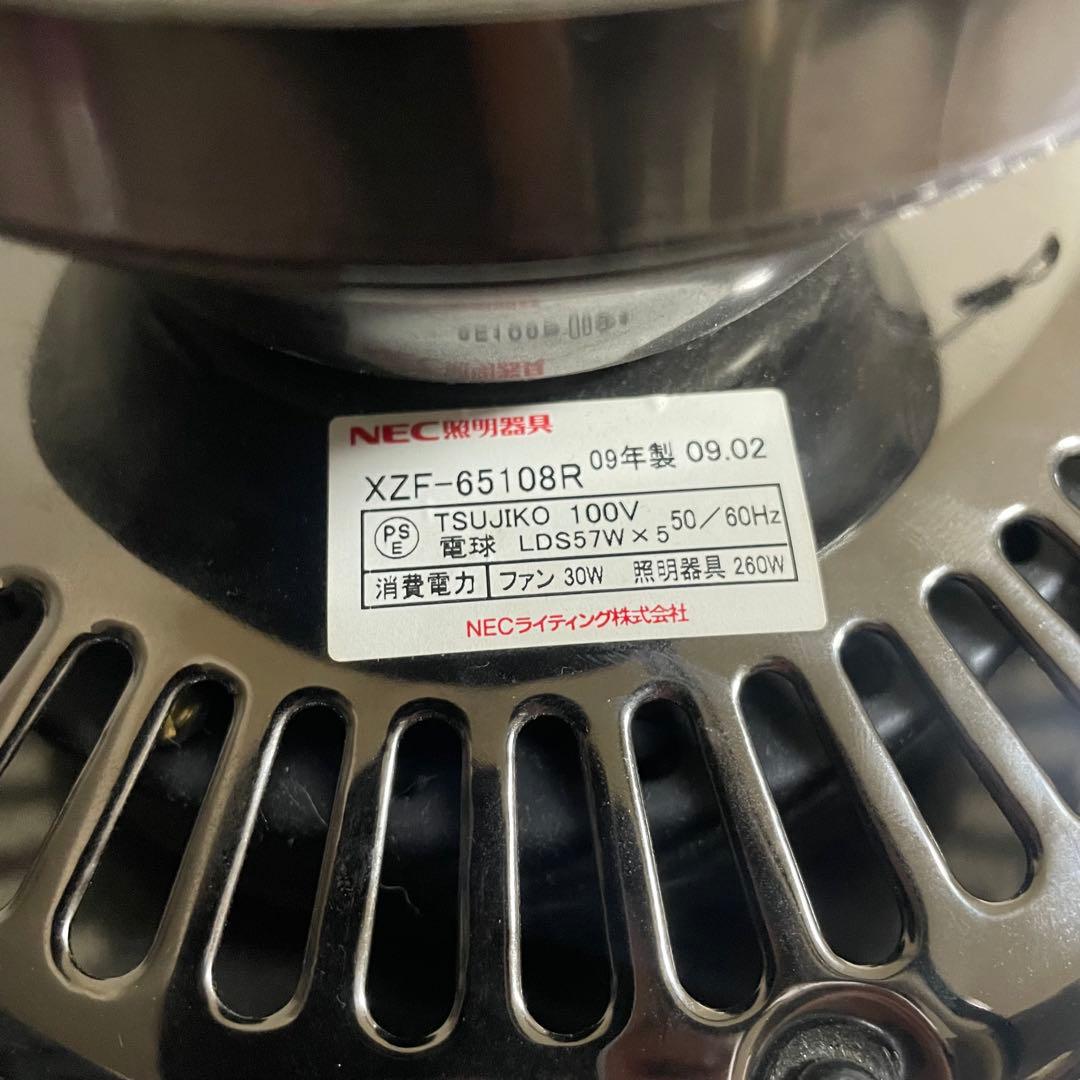 NEC照明器具
XZF-65108R 09年製 09.02
PS E TSUJIKO 100V 50/60Hz
電球 LDS57W×5
消費電力 ファン 30W 照明器具 260W
NECライティング株式会社